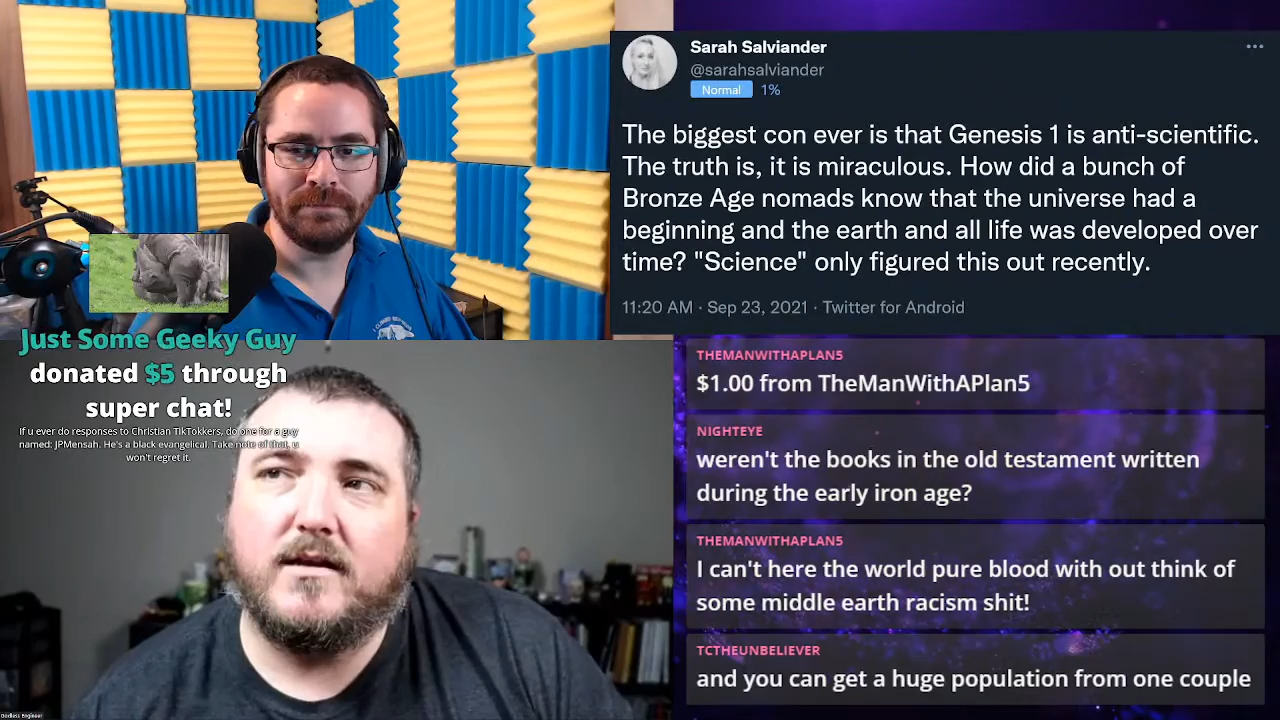 Sarah Salviander
@sarahsalviander
Normal 1%
The biggest con ever is that Genesis 1 is anti-scientific.
The truth is, it is miraculous. How did a bunch of
Bronze Age nomads know that the universe had a
beginning and the earth and all life was developed over
time? "Science" only figured this out recently.
11:20 AM · Sep 23, 2021 · Twitter for Android
Just Some Geeky Guy
donated $5 through
super chat!
If u ever do responses to Christian TikTokkers, do one for a guy
named: JPMensah. He's a black evangelical. Take note of that, u
won't regret it.
THEMANWITHAPLAN5
$1.00 from TheManWithAPlan5
NIGHTEYE
weren't the books in the old testament written
during the early iron age?
THEMANWITHAPLAN5
I can't here the world pure blood with out think of
some middle earth racism shit!
TCTHEUNBELIEVER
and you can get a huge population from one couple
Godless Engineer